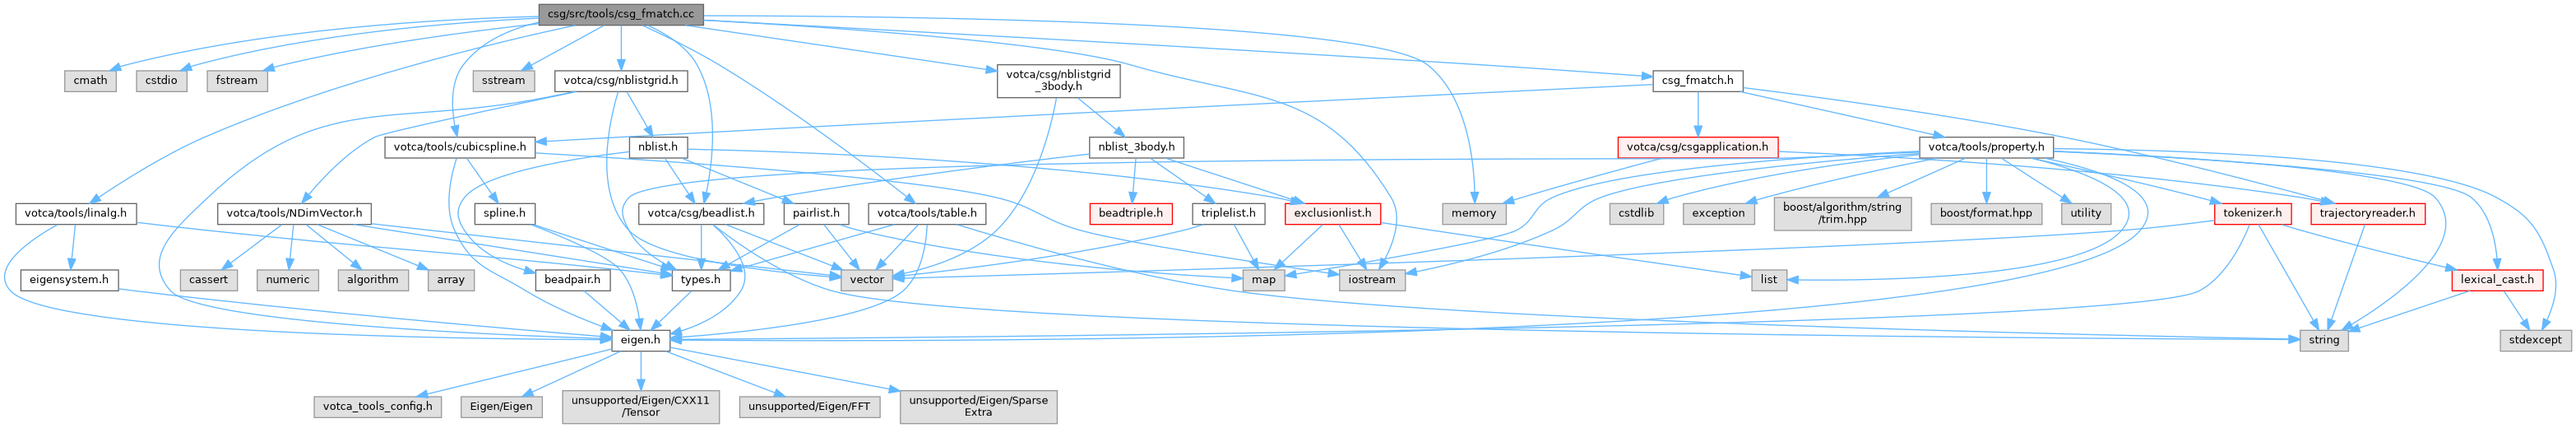 csg/src/tools/csg_fmatch.cc
cmath
cstdio
fstream
sstream
votca/csg/nblistgrid.h
votca/csg/nblistgrid
_3body.h
csg_fmatch.h
votca/tools/cubicspline.h
nblist.h
nblist_3body.h
votca/csg/csgapplication.h
votca/tools/property.h
votca/tools/linalg.h
votca/tools/NDimVector.h
spline.h
votca/csg/beadlist.h
pairlist.h
votca/tools/table.h
beadtriple.h
triplelist.h
exclusionlist.h
memory
cstdlib
exception
boost/algorithm/string
/trim.hpp
boost/format.hpp
utility
tokenizer.h
trajectoryreader.h
eigensystem.h
cassert
numeric
algorithm
array
beadpair.h
types.h
vector
map
iostream
list
lexical_cast.h
eigen.h
string
stdexcept
votca_tools_config.h
Eigen/Eigen
unsupported/Eigen/CXX11
/Tensor
unsupported/Eigen/FFT
unsupported/Eigen/Sparse
Extra